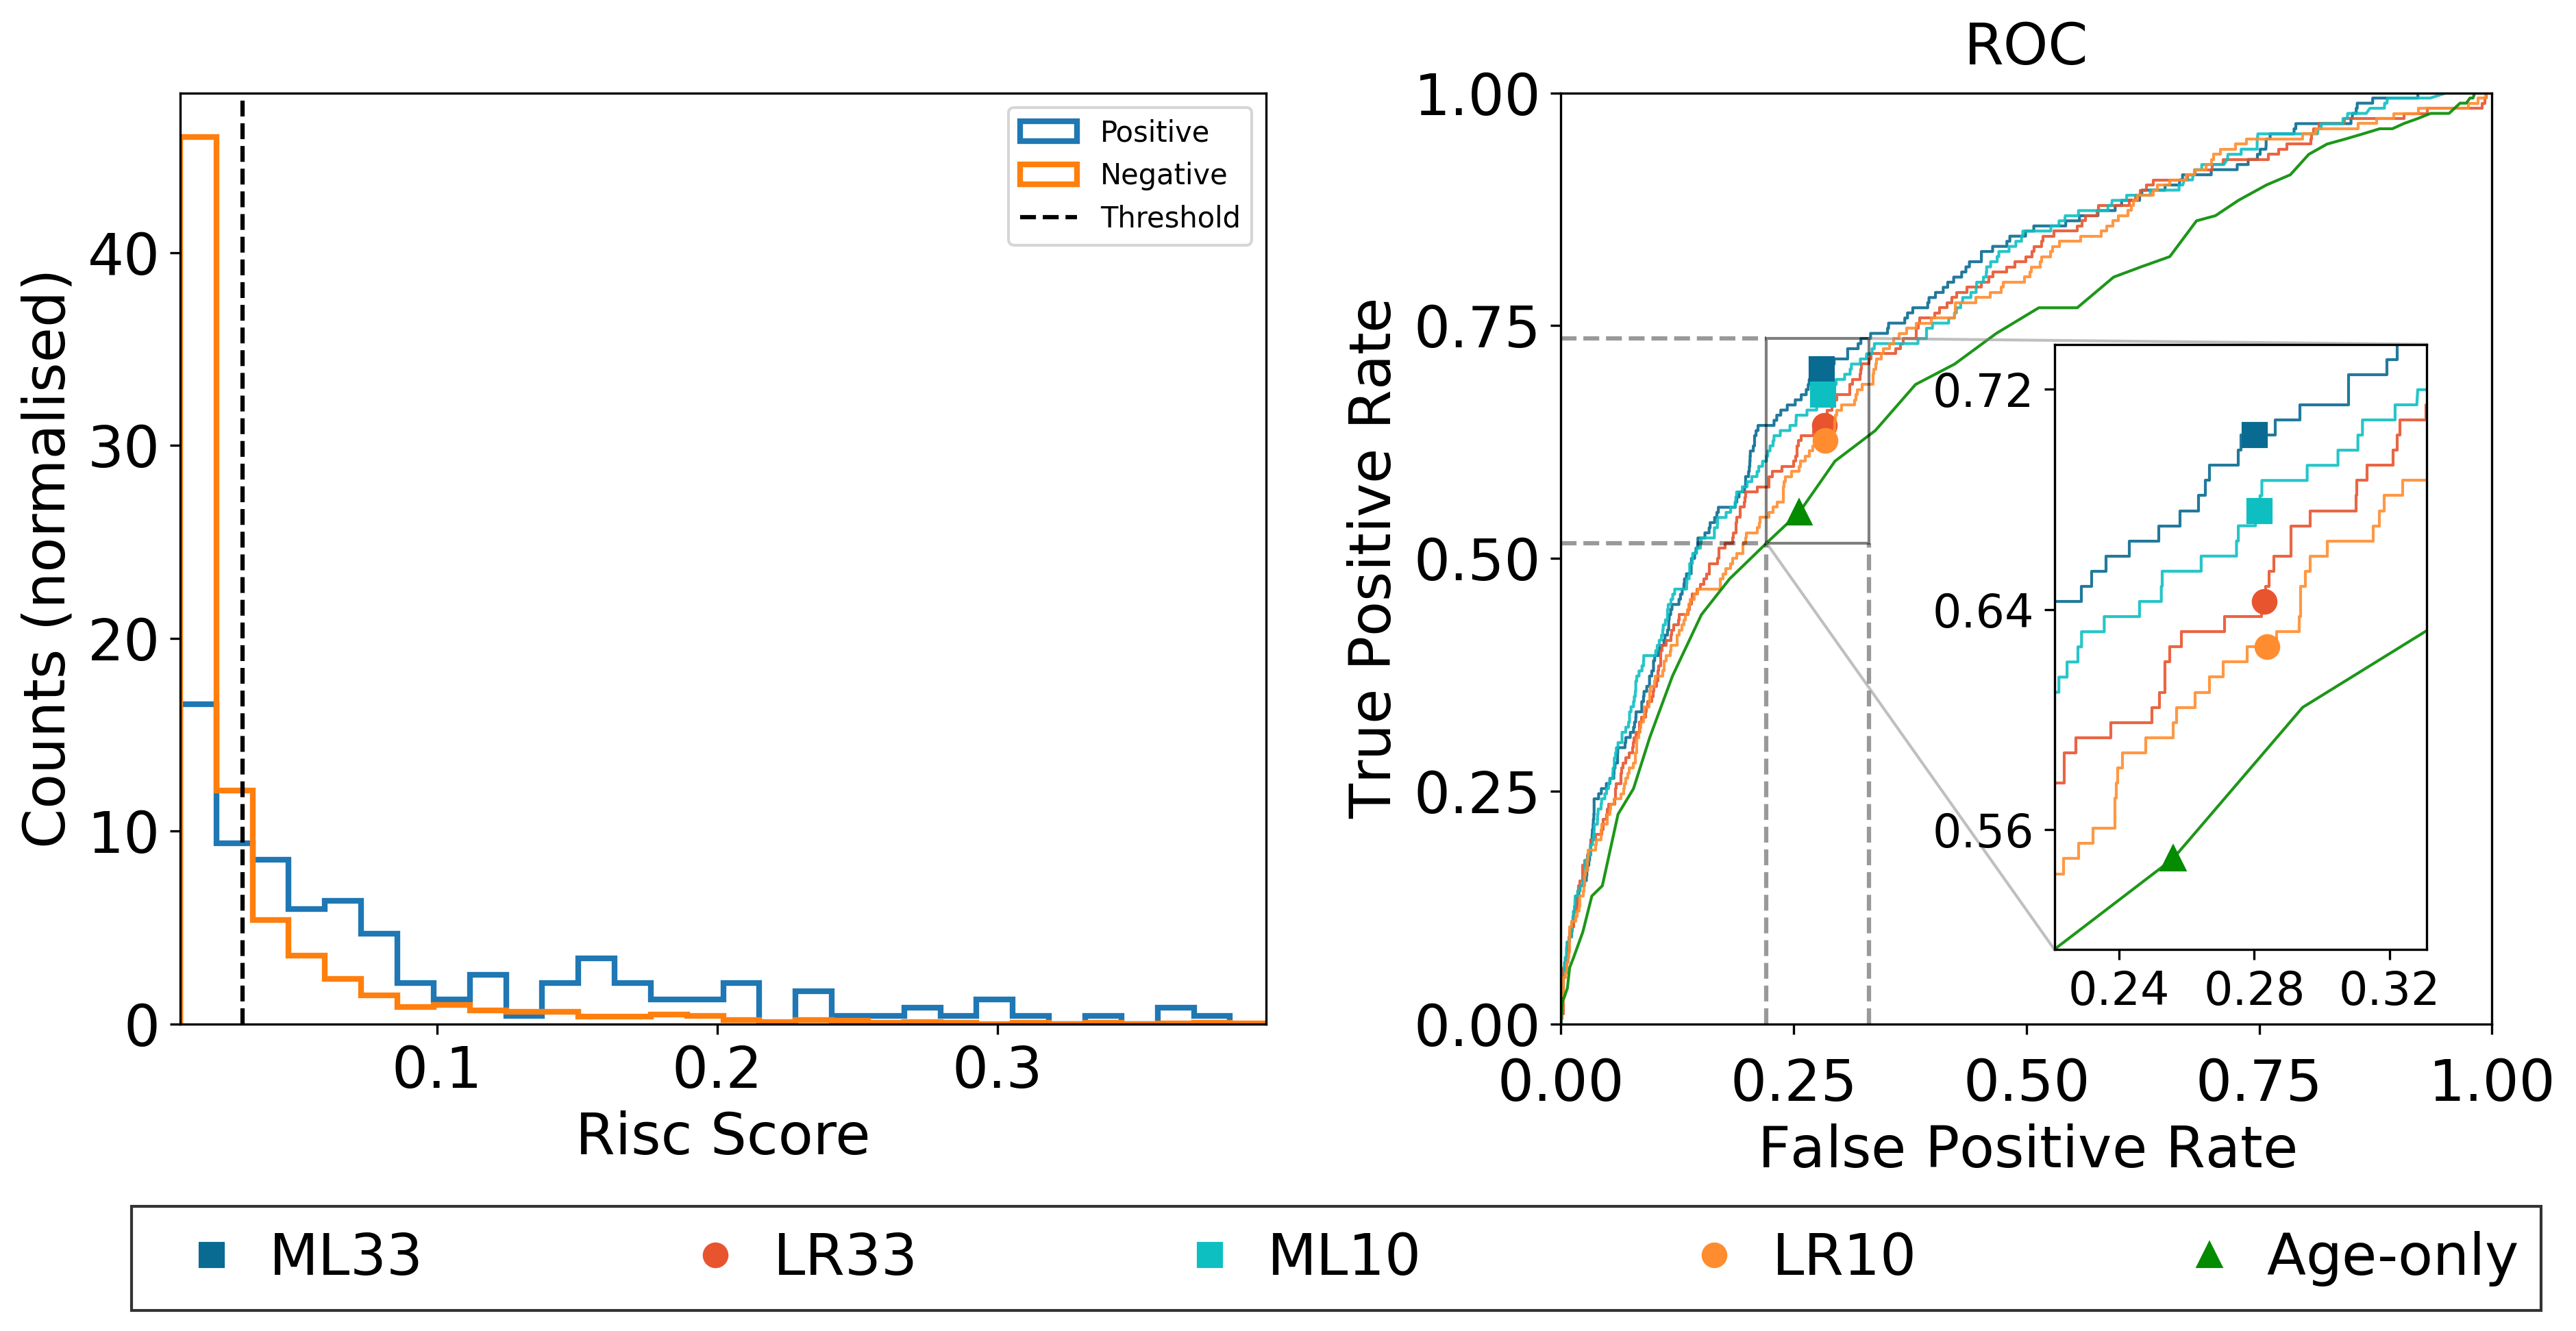 Counts (normalised)
40
30
20
10
0
0.1
0.2
0.3
Risc Score
Positive
Negative
Threshold
ROC
True Positive Rate
1.00
0.75
0.50
0.25
0.00
0.00
0.25
0.50
0.75
1.00
False Positive Rate
0.72
0.64
0.56
0.24
0.28
0.32
ML33
LR33
ML10
LR10
Age-only